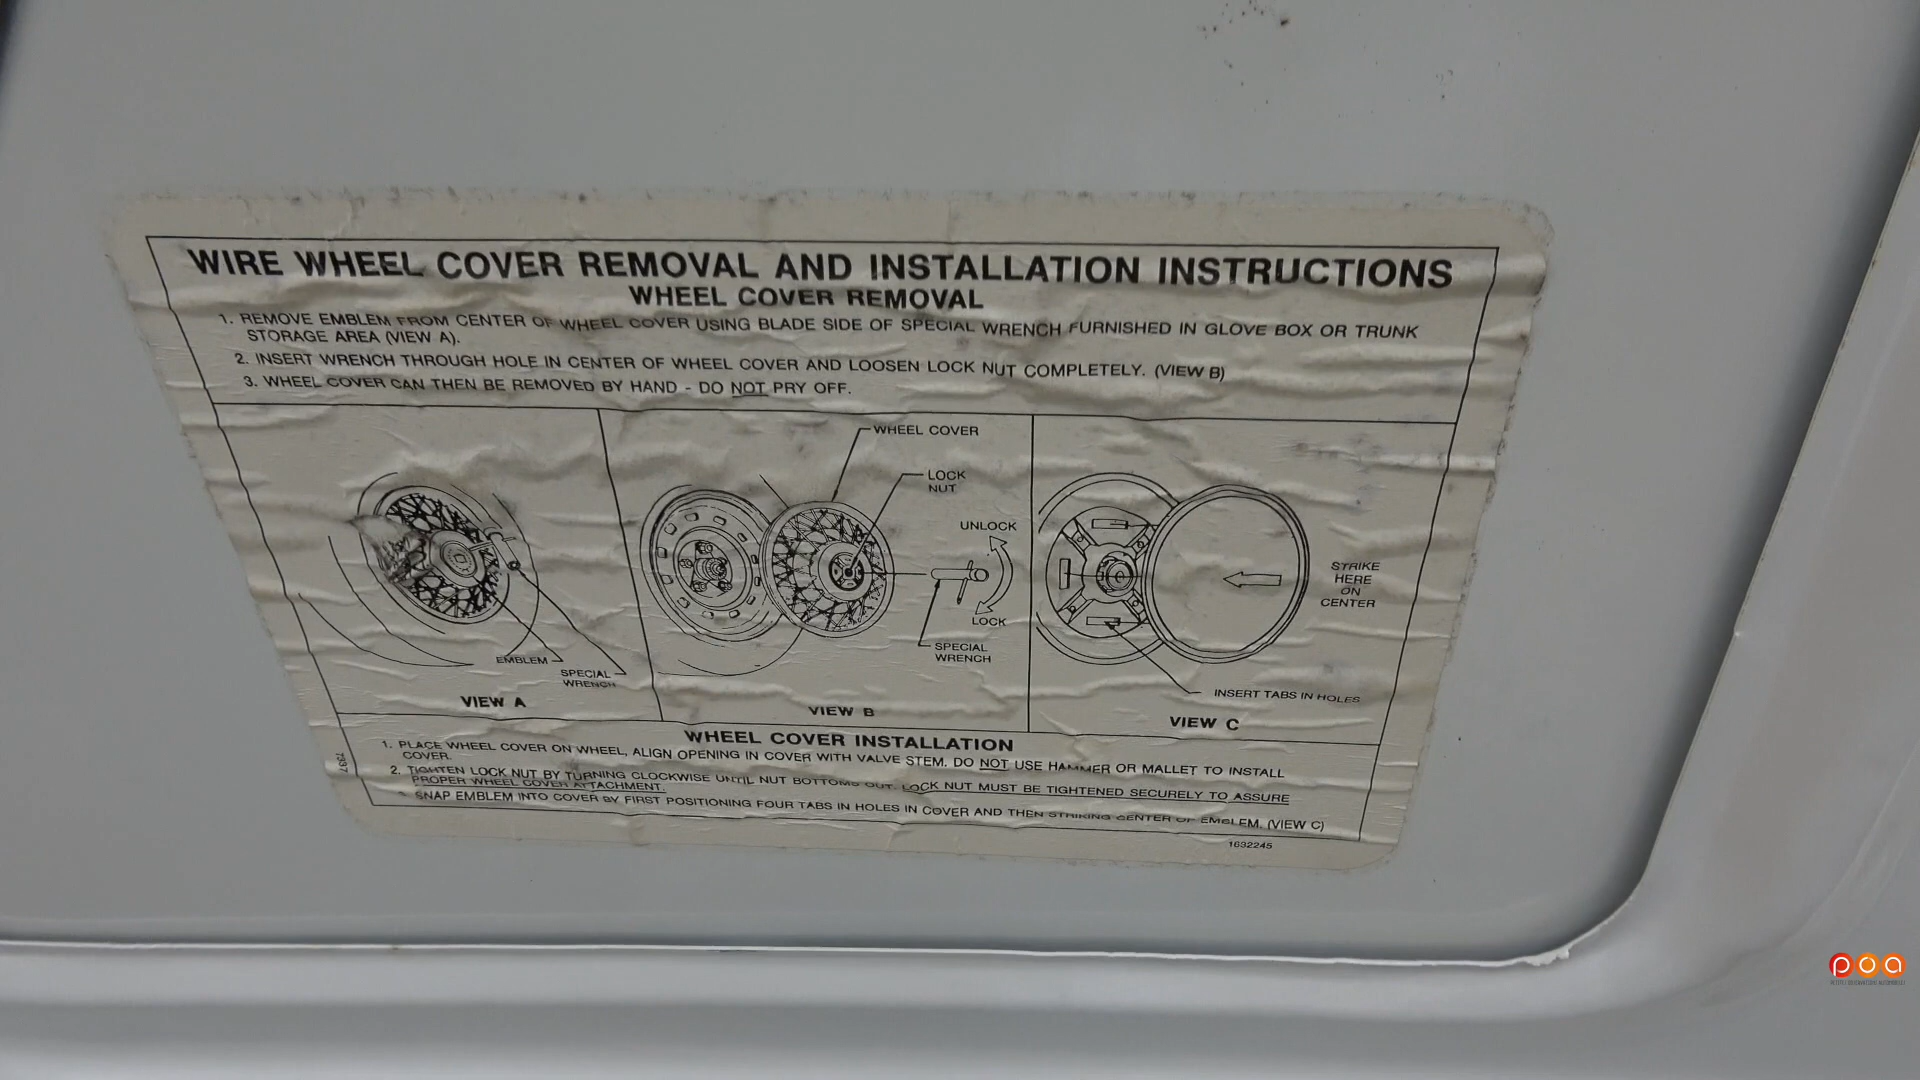 WIRE WHEEL COVER REMOVAL AND INSTALLATION INSTRUCTIONS
WHEEL COVER REMOVAL
1. REMOVE EMBLEM FROM CENTER OF WHEEL COVER USING BLADE SIDE OF SPECIAL WRENCH FURNISHED IN GLOVE BOX OR TRUNK
STORAGE AREA (VIEW A).
2. INSERT WRENCH THROUGH HOLE IN CENTER OF WHEEL COVER AND LOOSEN LOCK NUT COMPLETELY. (VIEW B)
3. WHEEL COVER CAN THEN BE REMOVED BY HAND - DO NOT PRY OFF.
EMBLEM
SPECIAL
WRENCH
VIEW A
WHEEL COVER
LOCK
NUT
UNLOCK
LOCK
SPECIAL
WRENCH
VIEW B
STRIKE
HERE
ON
CENTER
INSERT TABS IN HOLES
VIEW C
WHEEL COVER INSTALLATION
1. PLACE WHEEL COVER ON WHEEL, ALIGN OPENING IN COVER WITH VALVE STEM. DO NOT USE HAMMER OR MALLET TO INSTALL
COVER.
2. TIGHTEN LOCK NUT BY TURNING CLOCKWISE UNTIL NUT BOTTOMS OUT. LOCK NUT MUST BE TIGHTENED SECURELY TO ASSURE
PROPER WHEEL COVER ATTACHMENT.
SNAP EMBLEM INTO COVER BY FIRST POSITIONING FOUR TABS IN HOLES IN COVER AND THEN STRIKING CENTER OF EMBLEM. (VIEW C)
1632245
poa